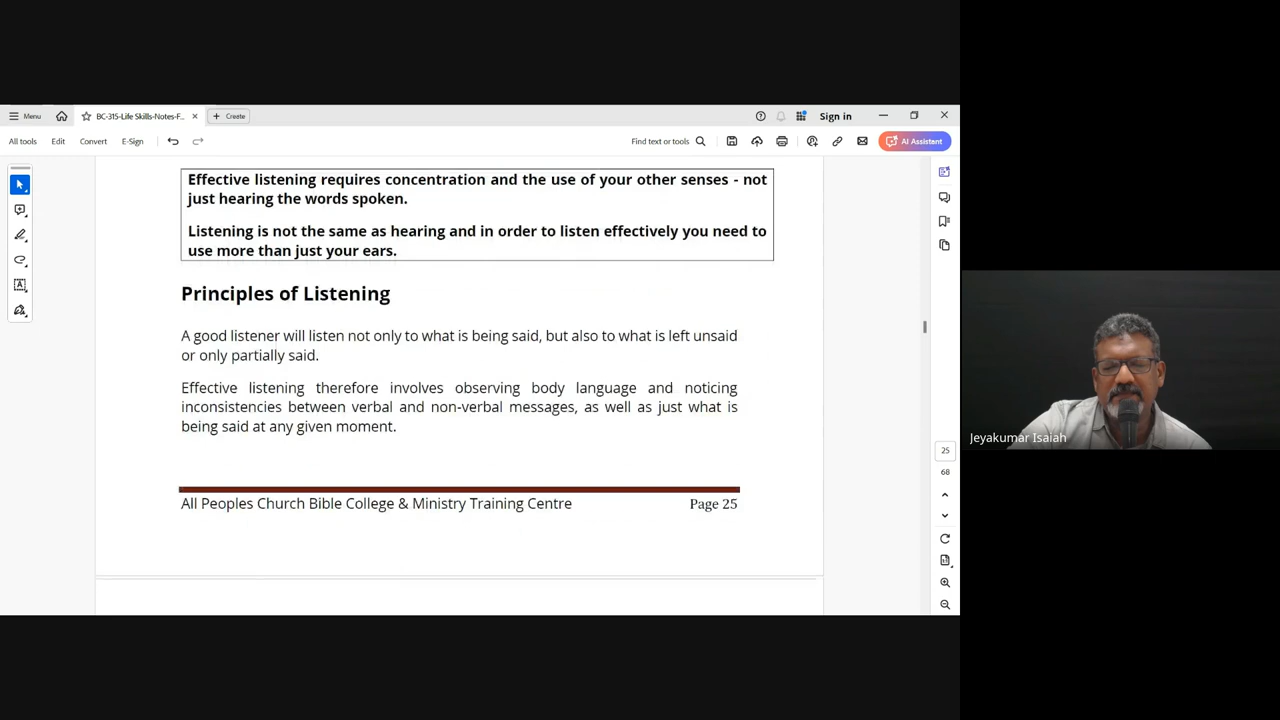 Menu
BC-315-Life Skills-Notes-F...
Create
Sign in
All tools
Edit
Convert
E-Sign
Find text or tools
AI Assistant
Effective listening requires concentration and the use of your other senses - not
just hearing the words spoken.
Listening is not the same as hearing and in order to listen effectively you need to
use more than just your ears.
Principles of Listening
A good listener will listen not only to what is being said, but also to what is left unsaid
or only partially said.
Effective listening therefore involves observing body language and noticing
inconsistencies between verbal and non-verbal messages, as well as just what is
being said at any given moment.
All Peoples Church Bible College & Ministry Training Centre
Page 25
25
68
Jeyakumar Isaiah